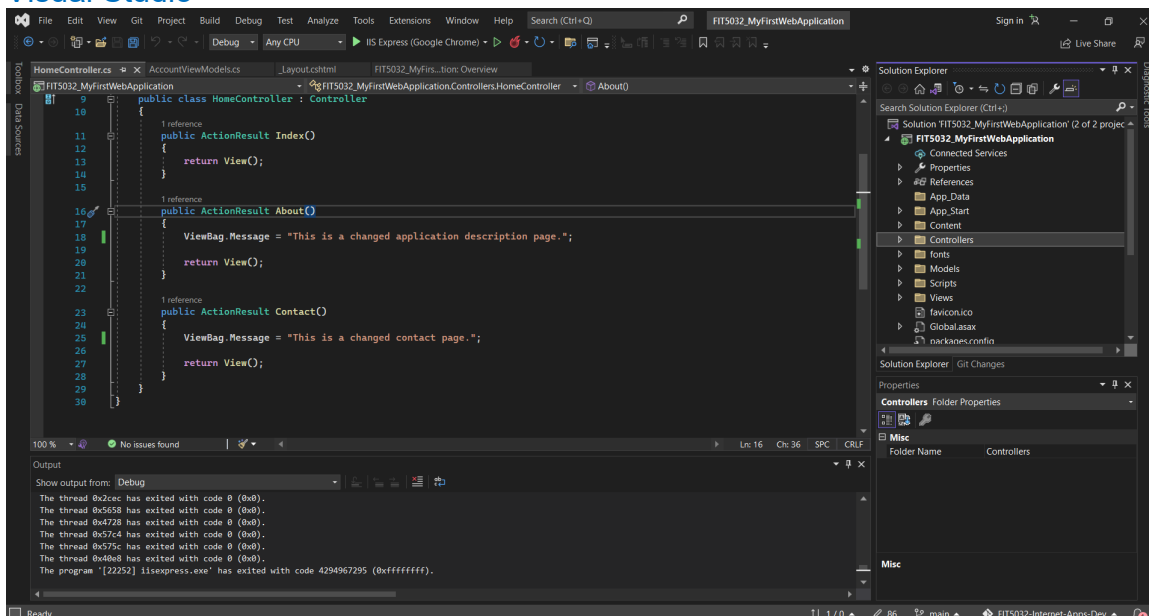 File Edit View Git Project Build Debug Test Analyze Tools Extensions Window Help Search (Ctrl+Q) FIT5032_MyFirstWebApplication Sign in
Debug Any CPU IIS Express (Google Chrome) Live Share
Toolbox
Data Sources
HomeController.cs AccountViewModels.cs _Layout.cshtml FIT5032_MyFirs...tion: Overview
FIT5032_MyFirstWebApplication FIT5032_MyFirstWebApplication.Controllers.HomeController About()
9 public class HomeController : Controller
10 {
1 reference
11 public ActionResult Index()
12 {
13 return View();
14 }
15
1 reference
16 public ActionResult About()
17 {
18 ViewBag.Message = "This is a changed application description page.";
19
20 return View();
21 }
22
1 reference
23 public ActionResult Contact()
24 {
25 ViewBag.Message = "This is a changed contact page.";
26
27 return View();
28 }
29 }
30 }
100 % No issues found Ln: 16 Ch: 36 SPC CRLF
Output
Show output from: Debug
The thread 0x2cec has exited with code 0 (0x0).
The thread 0x5658 has exited with code 0 (0x0).
The thread 0x4728 has exited with code 0 (0x0).
The thread 0x57c4 has exited with code 0 (0x0).
The thread 0x575c has exited with code 0 (0x0).
The thread 0x40e8 has exited with code 0 (0x0).
The program '[22252] iisexpress.exe' has exited with code 4294967295 (0xffffffff).
Solution Explorer
Search Solution Explorer (Ctrl+;)
Solution 'FIT5032_MyFirstWebApplication' (2 of 2 projec
FIT5032_MyFirstWebApplication
Connected Services
Properties
References
App_Data
App_Start
Content
Controllers
fonts
Models
Scripts
Views
favicon.ico
Global.asax
packages.config
Solution Explorer Git Changes
Properties
Controllers Folder Properties
Misc
Folder Name Controllers
Misc
Diagnostic Tools
Ready 1 / 0 86 main FIT5032-Internet-Apps-Dev